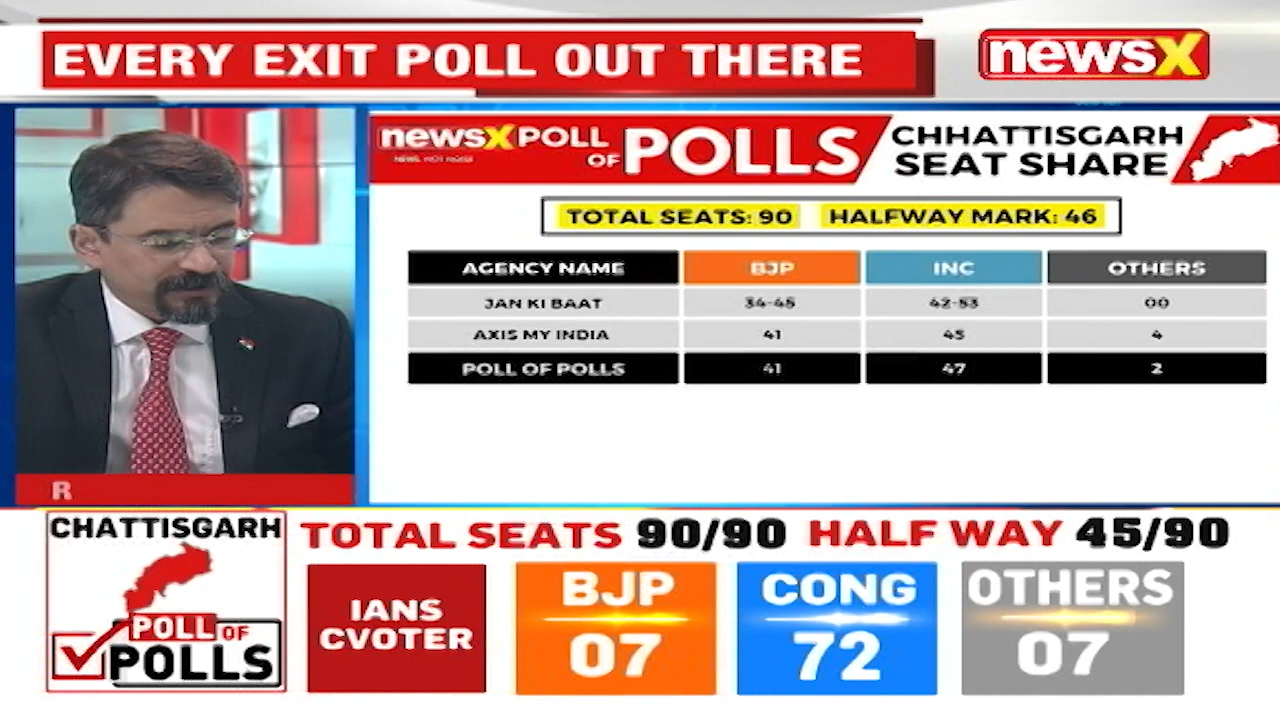 EVERY EXIT POLL OUT THERE
newsX
newsX POLL OF POLLS
NEWS NOT NOISE
CHHATTISGARH
SEAT SHARE
TOTAL SEATS: 90 HALFWAY MARK: 46
AGENCY NAME BJP INC OTHERS
JAN KI BAAT 34-45 42-53 00
AXIS MY INDIA 41 45 4
POLL OF POLLS 41 47 2
R
CHATTISGARH
POLL OF
POLLS
TOTAL SEATS 90/90 HALF WAY 45/90
IANS
CVOTER
BJP
07
CONG
72
OTHERS
07